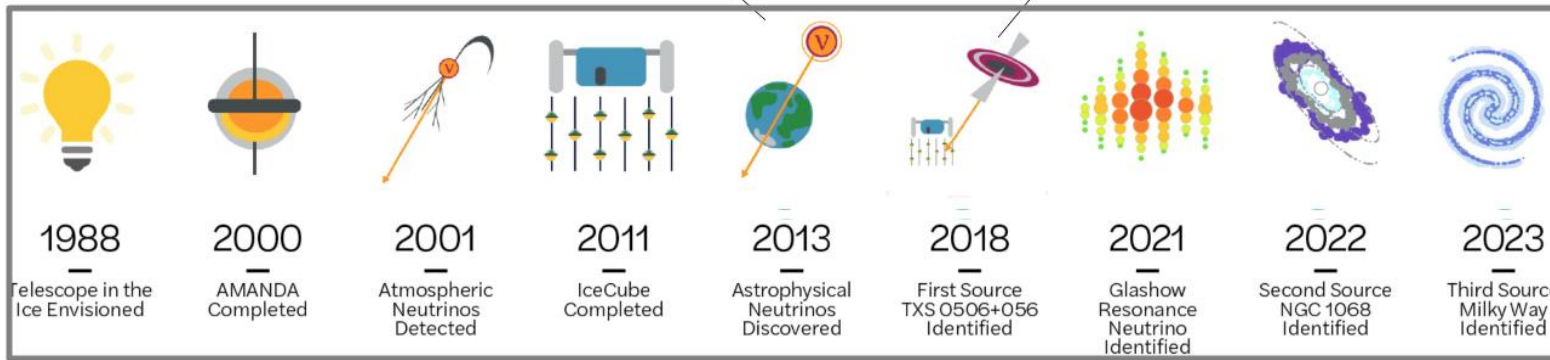 V
V
1988
Telescope in the
Ice Envisioned
2000
AMANDA
Completed
2001
Atmospheric
Neutrinos
Detected
2011
IceCube
Completed
2013
Astrophysical
Neutrinos
Discovered
2018
First Source
TXS 0506+056
Identified
2021
Glashow
Resonance
Neutrino
Identified
2022
Second Source
NGC 1068
Identified
2023
Third Source
Milky Way
Identified